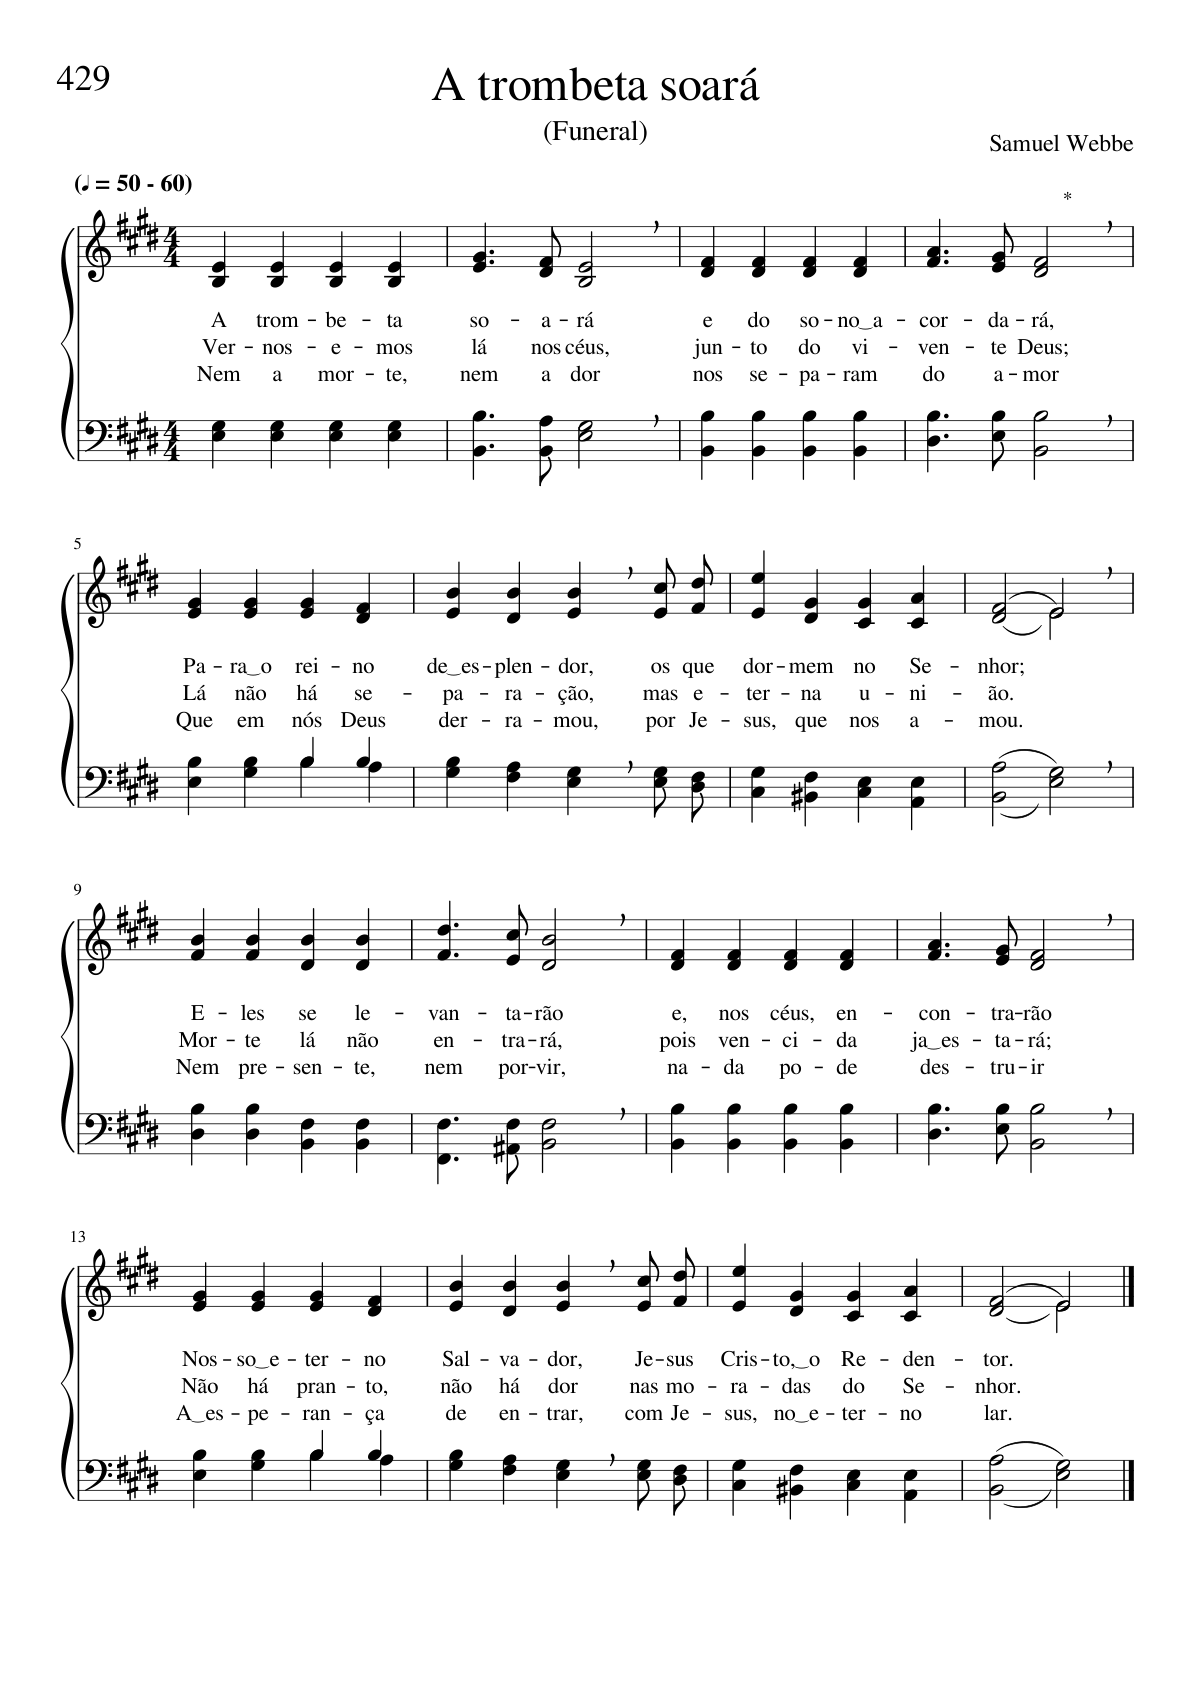 429
A trombeta soará
(Funeral)
Samuel Webbe
(♩ = 50 - 60)
*
A trom – be – ta so – a – rá e do so – no‿a – cor – da – rá,
Ver – nos – e – mos lá nos céus, jun – to do vi – ven – te Deus;
Nem a mor – te, nem a dor nos se – pa – ram do a – mor
5
Pa – ra‿o rei – no de‿es – plen – dor, os que dor – mem no Se – nhor;
Lá não há se – pa – ra – ção, mas e – ter – na u – ni – ão.
Que em nós Deus der – ra – mou, por Je – sus, que nos a – mou.
9
E – les se le – van – ta – rão e, nos céus, en – con – tra – rão
Mor – te lá não en – tra – rá, pois ven – ci – da ja‿es – ta – rá;
Nem pre – sen – te, nem por – vir, na – da po – de des – tru – ir
13
Nos – so‿e – ter – no Sal – va – dor, Je – sus Cris – to,‿o Re – den – tor.
Não há pran – to, não há dor nas mo – ra – das do Se – nhor.
A‿es – pe – ran – ça de en – trar, com Je – sus, no‿e – ter – no lar.